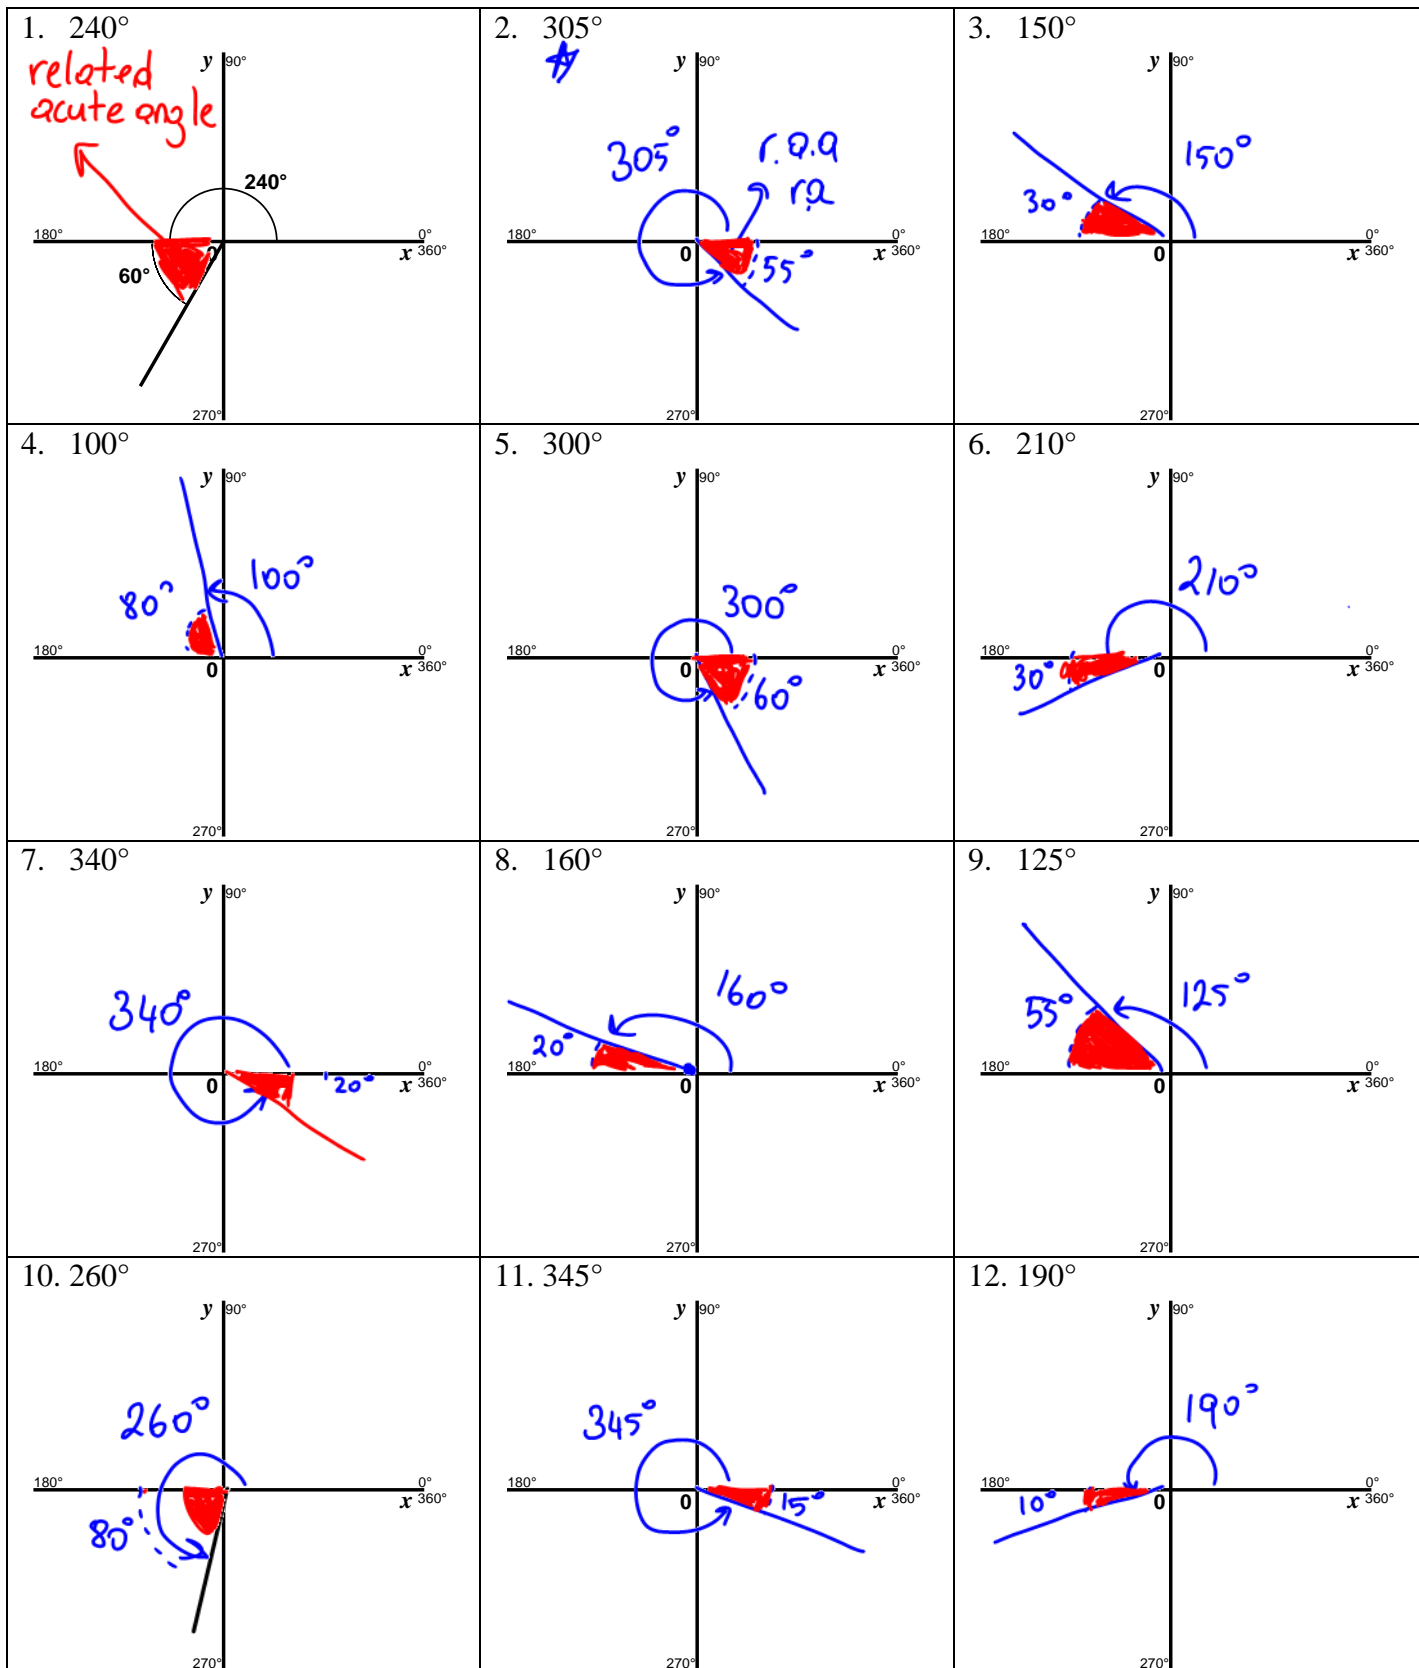 1. 240°
related
acute angle
y 90°
240°
180°
0°
x 360°
0
60°
270°
2. 305°
y 90°
305°
r.a.a
ra
180°
0°
x 360°
0
55°
270°
3. 150°
y 90°
150°
30°
180°
0°
x 360°
0
270°
4. 100°
y 90°
100°
80°
180°
0°
x 360°
0
270°
5. 300°
y 90°
300°
180°
0°
x 360°
0
60°
270°
6. 210°
y 90°
210°
180°
0°
x 360°
0
30°
270°
7. 340°
y 90°
340°
180°
0°
x 360°
0
20°
270°
8. 160°
y 90°
160°
20°
180°
0°
x 360°
0
270°
9. 125°
y 90°
125°
55°
180°
0°
x 360°
0
270°
10. 260°
y 90°
260°
180°
0°
x 360°
80°
270°
11. 345°
y 90°
345°
180°
0°
x 360°
0
15°
270°
12. 190°
y 90°
190°
180°
0°
x 360°
0
10°
270°